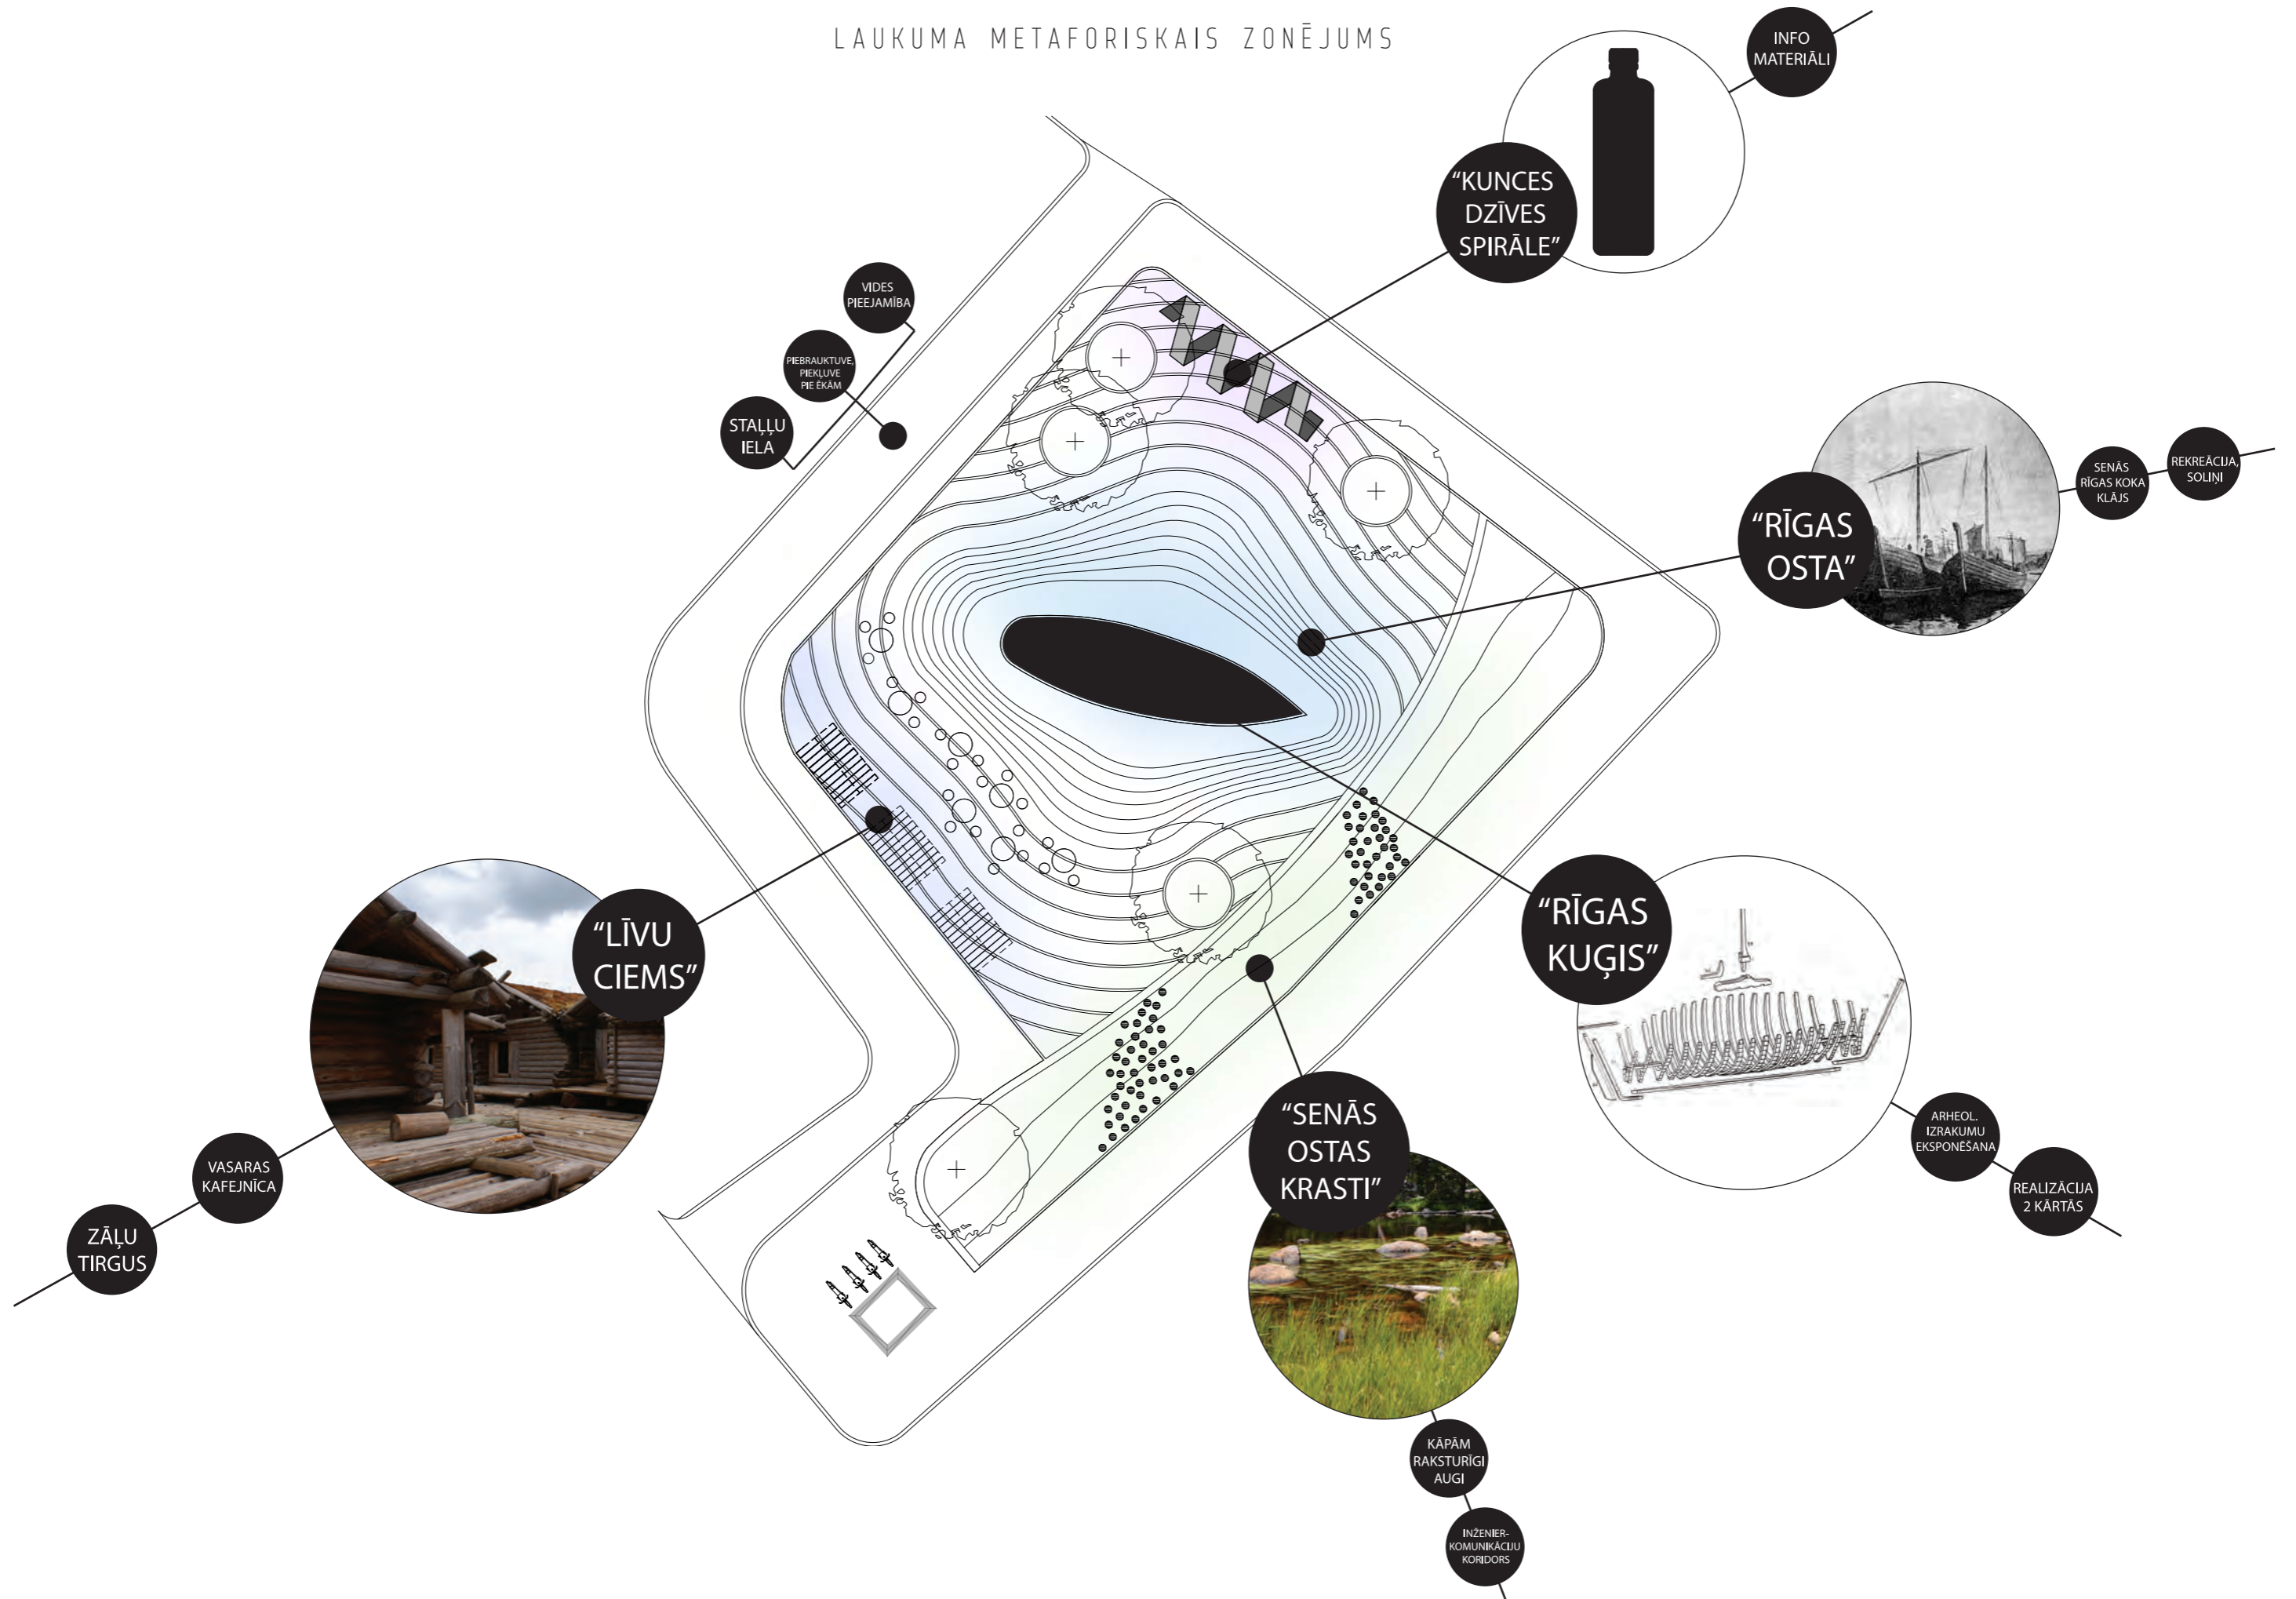 LAUKUMA METAFORISKAIS ZONĒJUMS
INFO
MATERIĀLI
“KUNCES
DZĪVES
SPIRĀLE”
VIDES
PIEEJAMĪBA
PIEBRAUKTUVE,
PIEKĻUVE
PIE ĒKĀM
STAĻĻU
IELA
“RĪGAS
OSTA”
SENĀS
RĪGAS KOKA
KLĀJS
REKREĀCIJA,
SOLIŅI
“LĪVU
CIEMS”
VASARAS
KAFEJNĪCA
ZĀĻU
TIRGUS
“RĪGAS
KUĢIS”
ARHEOL.
IZRAKUMU
EKSPONĒŠANA
REALIZĀCIJA
2 KĀRTĀS
“SENĀS
OSTAS
KRASTI”
KĀPĀM
RAKSTURĪGI
AUGI
INŽENIER-
KOMUNIKĀCIJU
KORIDORS